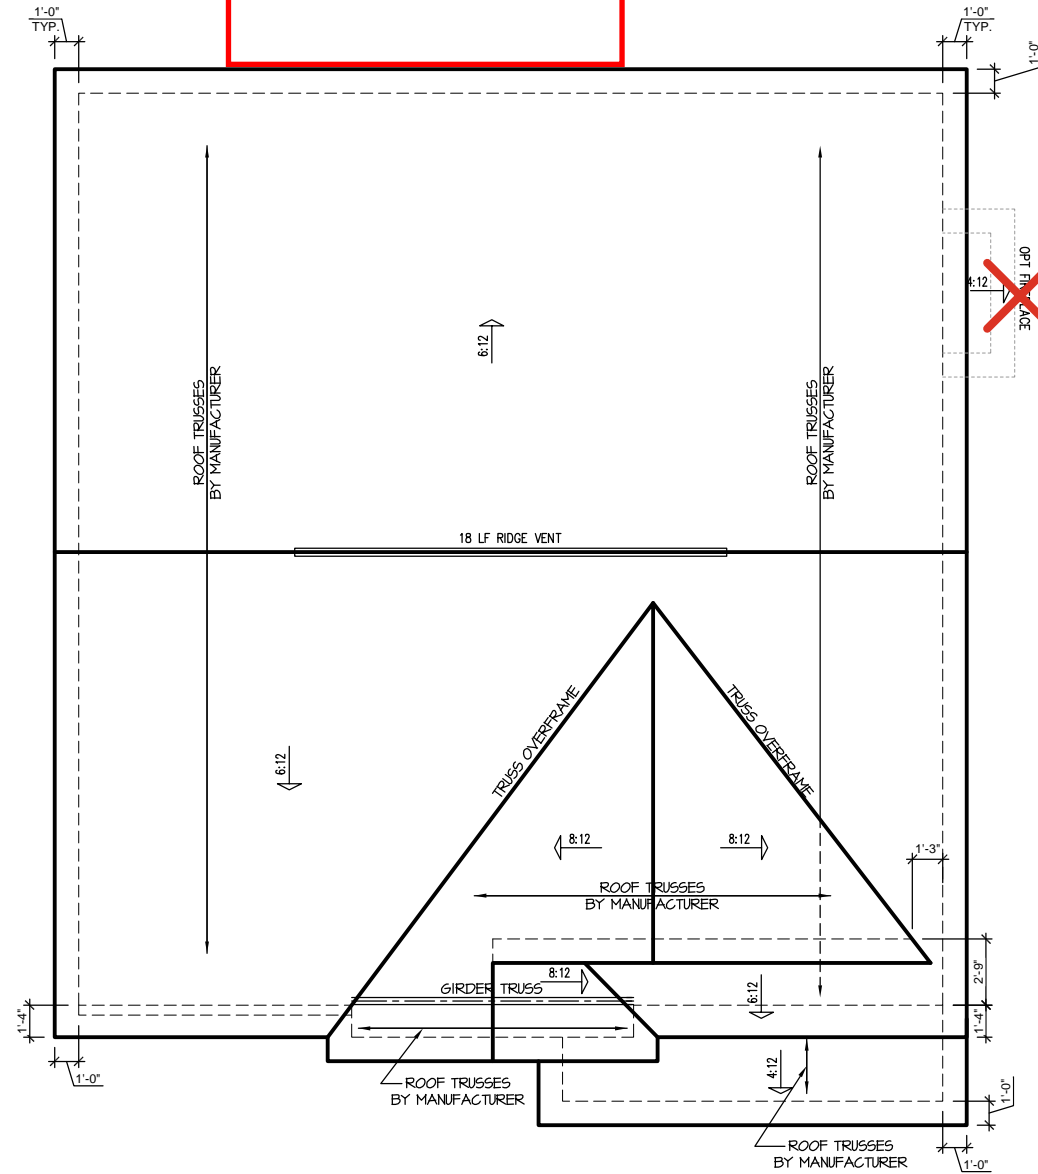 1'-0"
TYP.
1'-0"
TYP.
1'-0"
4:12
OPT FIREPLACE
6:12
ROOF TRUSSES
BY MANUFACTURER
ROOF TRUSSES
BY MANUFACTURER
18 LF RIDGE VENT
TRUSS OVERFRAME
TRUSS OVERFRAME
6:12
8:12
8:12
1'-3"
ROOF TRUSSES
BY MANUFACTURER
8:12
2'-9"
GIRDER TRUSS
6:12
1'-4"
1'-4"
4:12
1'-0"
ROOF TRUSSES
BY MANUFACTURER
1'-0"
ROOF TRUSSES
BY MANUFACTURER
1'-0"